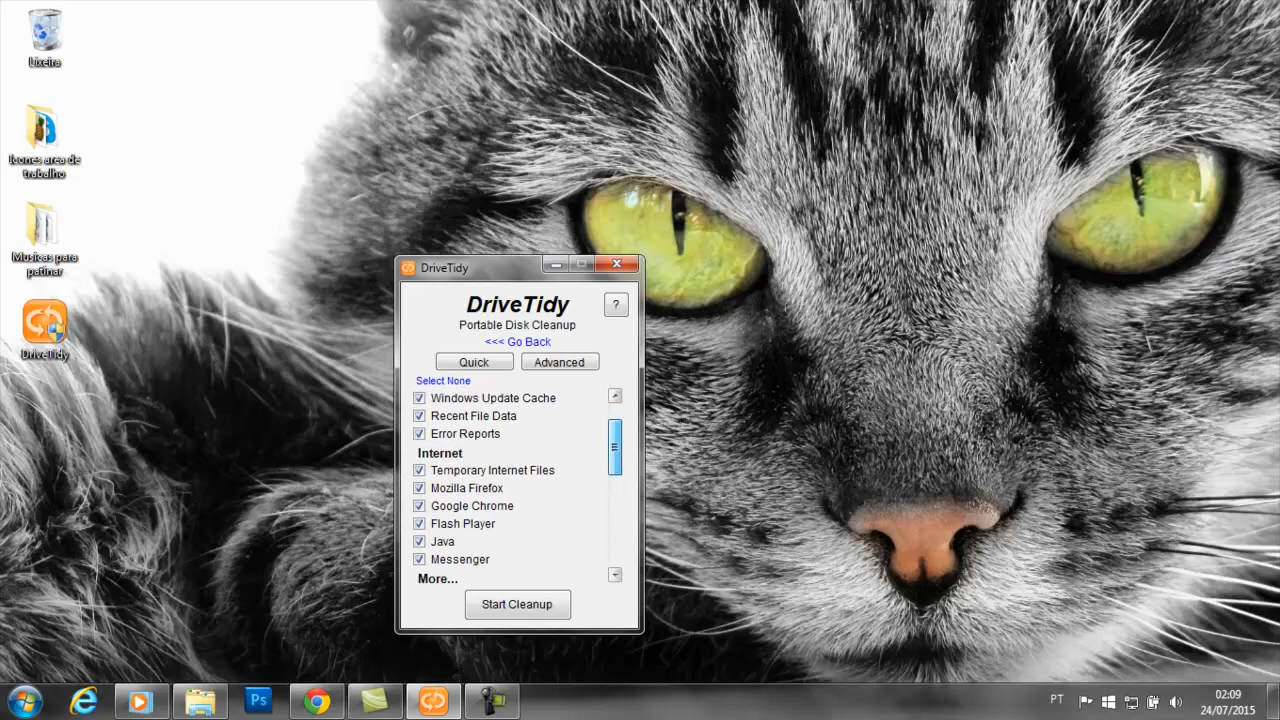 Lixeira
Ícones area de
trabalho
Musicas para
patinar
DriveTidy
DriveTidy
DriveTidy
?
Portable Disk Cleanup
<<< Go Back
Quick
Advanced
Select None
Windows Update Cache
Recent File Data
Error Reports
Internet
Temporary Internet Files
Mozilla Firefox
Google Chrome
Flash Player
Java
Messenger
More...
Start Cleanup
Ps
PT
02:09
24/07/2015